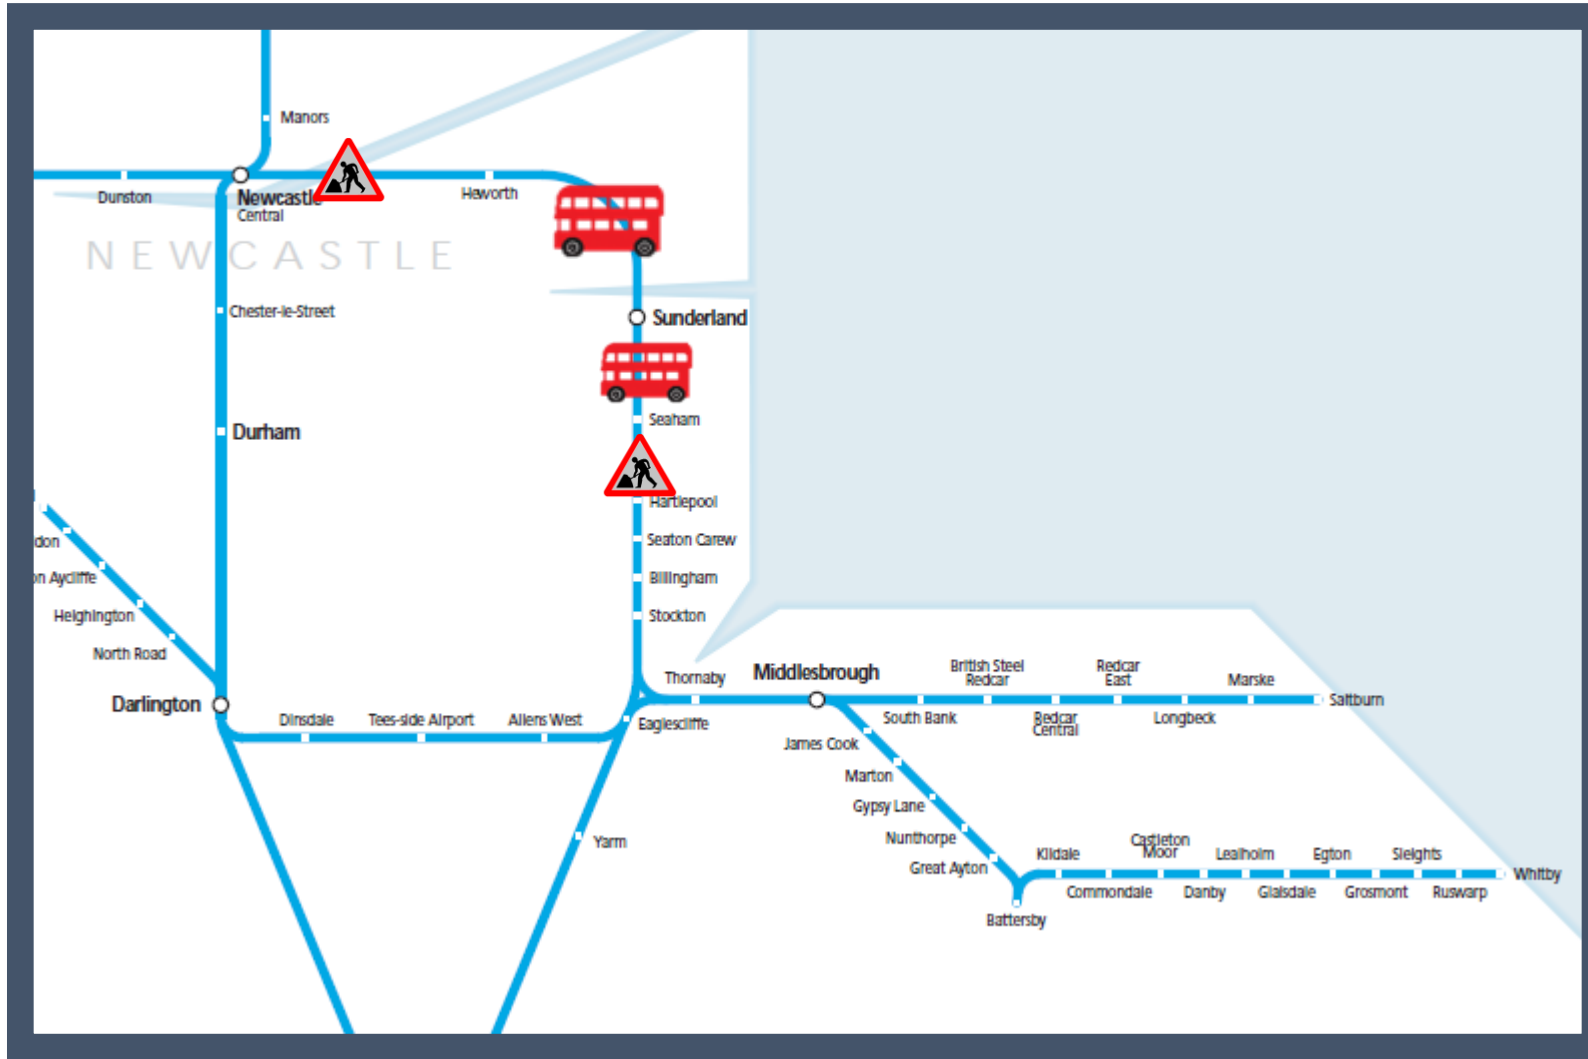 Manors
Dunston
Newcastle
Central
Heworth
NEWCASTLE
Chester-le-Street
Sunderland
Seaham
Durham
Hartlepool
Seaton Carew
Billingham
Stockton
don
on Aycliffe
Heighington
North Road
Darlington
Dinsdale
Tees-side Airport
Allens West
Eaglescliffe
Thornaby
Middlesbrough
British Steel
Redcar
Redcar
East
Marske
Saltburn
South Bank
Redcar
Central
Longbeck
James Cook
Marton
Gypsy Lane
Nunthorpe
Great Ayton
Yarm
Battersby
Kildale
Commondale
Castleton
Moor
Danby
Lealholm
Glaisdale
Egton
Grosmont
Sleights
Ruswarp
Whitby